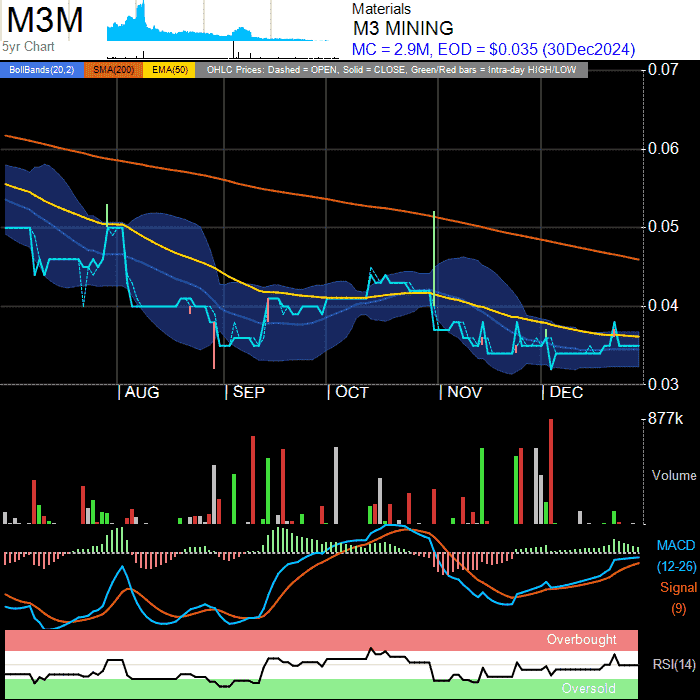 M3M
5yr Chart
Materials
M3 MINING
MC = 2.9M, EOD = $0.035 (30Dec2024)
BollBands(20,2) SMA(200) EMA(50) OHLC Prices: Dashed = OPEN, Solid = CLOSE, Green/Red bars = Intra-day HIGH/LOW
0.07
0.06
0.05
0.04
0.03
AUG SEP OCT NOV DEC
877k
Volume
MACD
(12-26)
Signal
(9)
Overbought
RSI(14)
Oversold